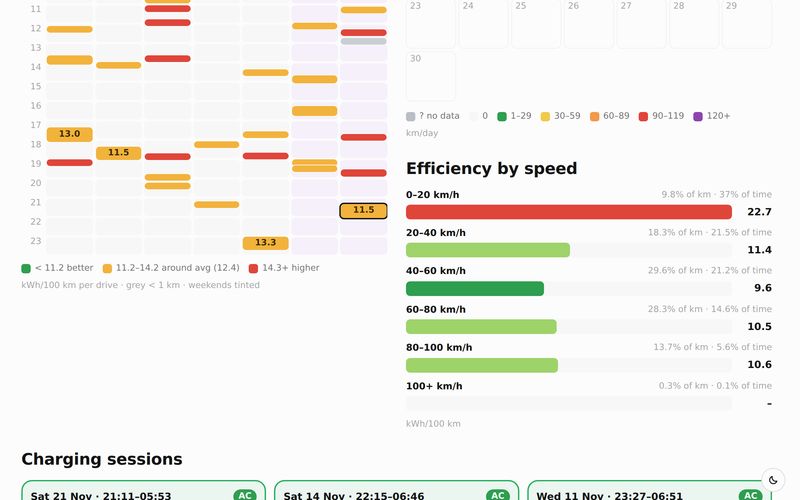 11
12
13
14
15
16
17
18
19
20
21
22
23
13.0
11.5
11.5
13.3
< 11.2 better 11.2–14.2 around avg (12.4) 14.3+ higher
kWh/100 km per drive · grey < 1 km · weekends tinted
23 24 25 26 27 28 29
30
? no data 0 1–29 30–59 60–89 90–119 120+
km/day
Efficiency by speed
0–20 km/h 9.8% of km · 37% of time
22.7
20–40 km/h 18.3% of km · 21.5% of time
11.4
40–60 km/h 29.6% of km · 21.2% of time
9.6
60–80 km/h 28.3% of km · 14.6% of time
10.5
80–100 km/h 13.7% of km · 5.6% of time
10.6
100+ km/h 0.3% of km · 0.1% of time
–
kWh/100 km
Charging sessions
Sat 21 Nov · 21:11–05:53 AC
Sat 14 Nov · 22:15–06:46 AC
Wed 11 Nov · 23:27–06:51 AC